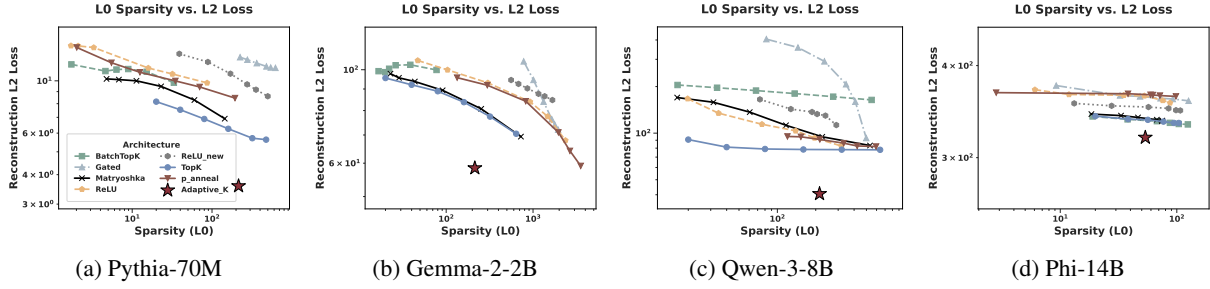 L0 Sparsity vs. L2 Loss
Reconstruction L2 Loss
10¹
6 × 10⁰
4 × 10⁰
3 × 10⁰
Architecture
BatchTopK
Gated
Matryoshka
ReLU
ReLU_new
TopK
p_anneal
Adaptive_K
10¹
10²
Sparsity (L0)
(a) Pythia-70M
L0 Sparsity vs. L2 Loss
Reconstruction L2 Loss
10²
6 × 10¹
10²
10³
Sparsity (L0)
(b) Gemma-2-2B
L0 Sparsity vs. L2 Loss
Reconstruction L2 Loss
10²
10²
Sparsity (L0)
(c) Qwen-3-8B
L0 Sparsity vs. L2 Loss
Reconstruction L2 Loss
4 × 10²
3 × 10²
10¹
10²
Sparsity (L0)
(d) Phi-14B